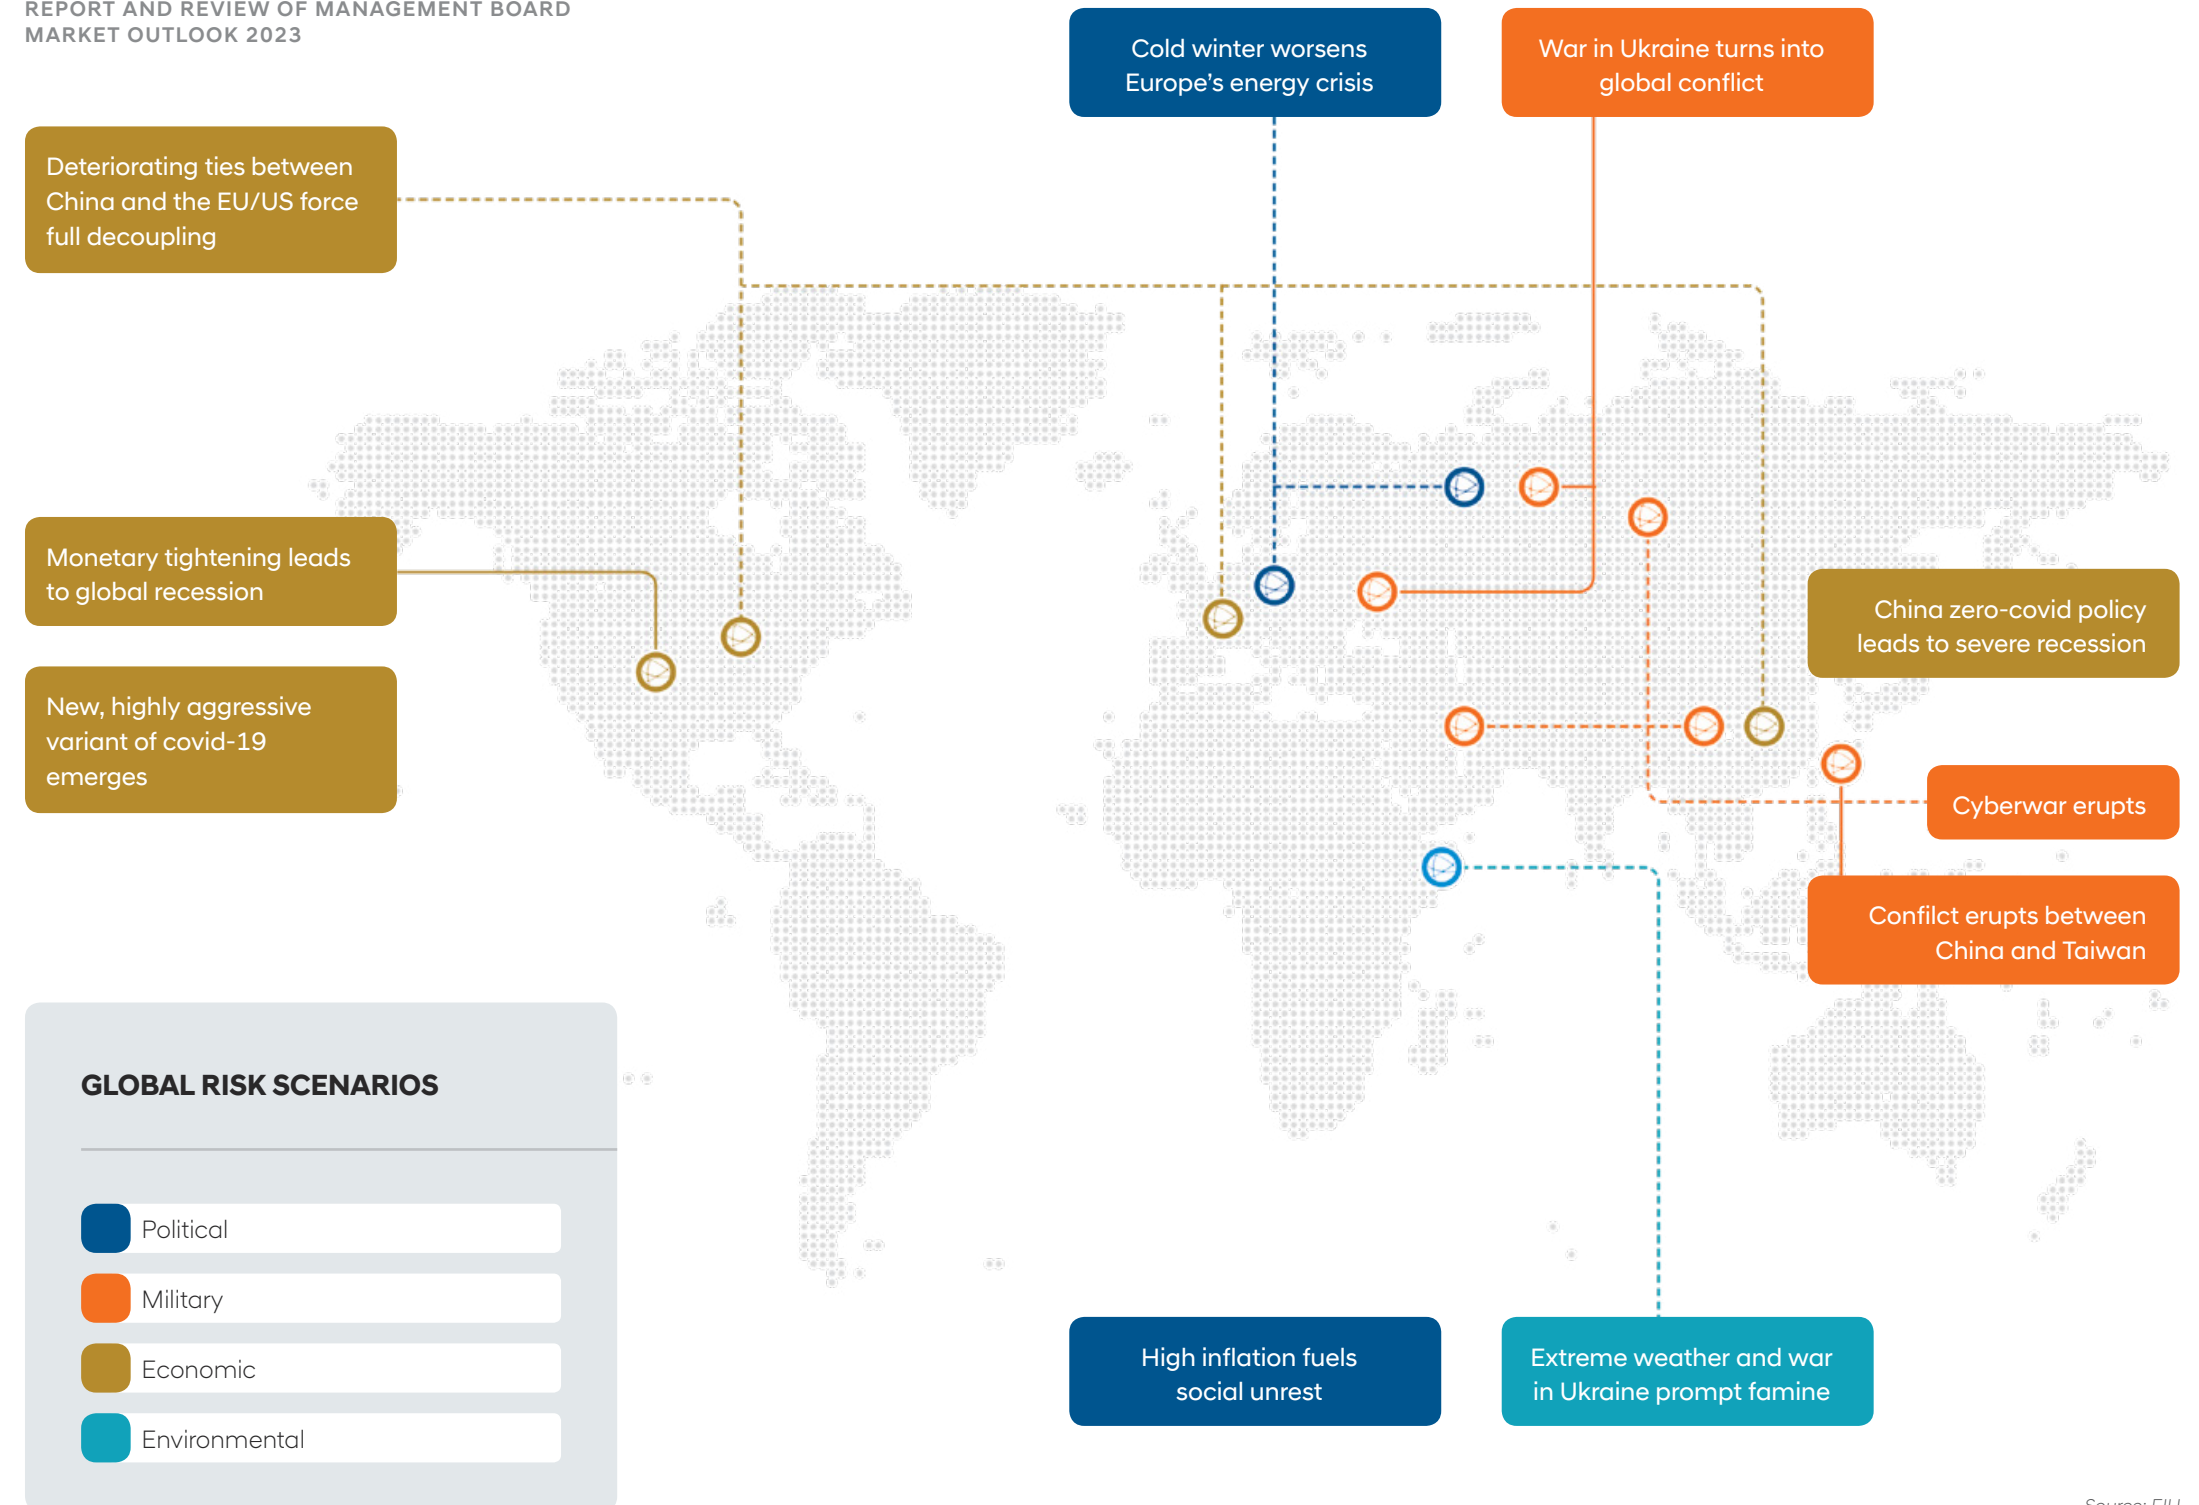 REPORT AND REVIEW OF MANAGEMENT BOARD
MARKET OUTLOOK 2023
Cold winter worsens
Europe’s energy crisis
War in Ukraine turns into
global conflict
Deteriorating ties between
China and the EU/US force
full decoupling
Monetary tightening leads
to global recession
China zero-covid policy
leads to severe recession
New, highly aggressive
variant of covid-19
emerges
Cyberwar erupts
Confilct erupts between
China and Taiwan
GLOBAL RISK SCENARIOS
Political
Military
Economic
Environmental
High inflation fuels
social unrest
Extreme weather and war
in Ukraine prompt famine
Source: EIU